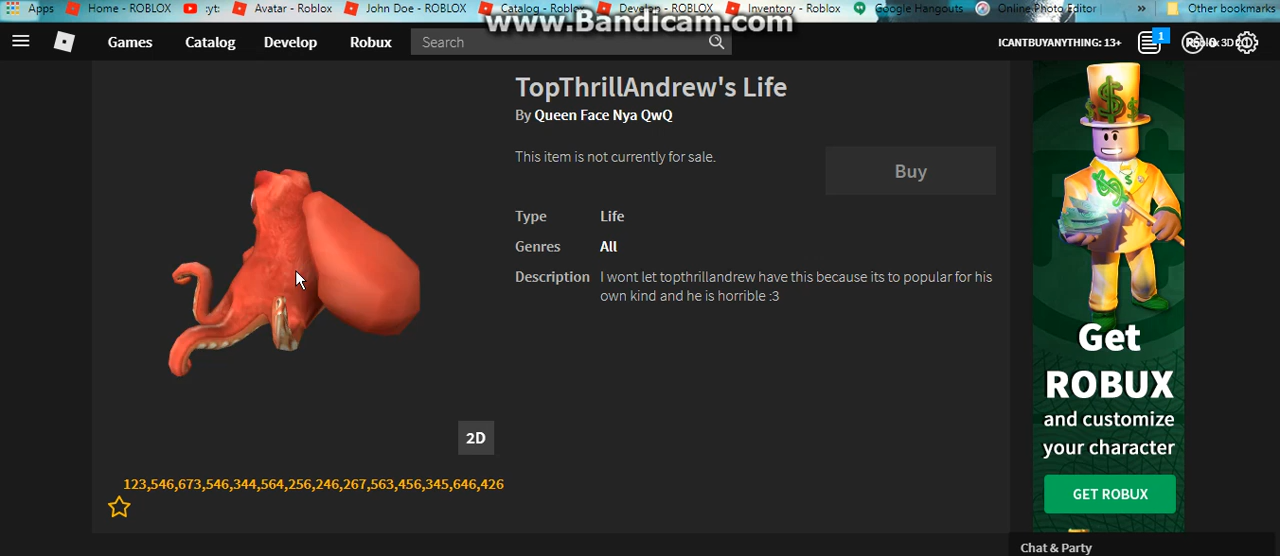 Apps Home - ROBLOX cyt: Avatar - Roblox John Doe - ROBLOX Catalog - Roblox Develop - ROBLOX Inventory - Roblox Google Hangouts Online Photo Editor » Other bookmarks
www.Bandicam.com
Games Catalog Develop Robux Search ICANTBUYANYTHING: 13+ 1
TopThrillAndrew's Life
By Queen Face Nya QwQ
This item is not currently for sale.
Buy
Type Life
Genres All
Description I wont let topthrillandrew have this because its to popular for his
own kind and he is horrible :3
2D
123,546,673,546,344,564,256,246,267,563,456,345,646,426
Get
ROBUX
and customize
your character
GET ROBUX
Chat & Party